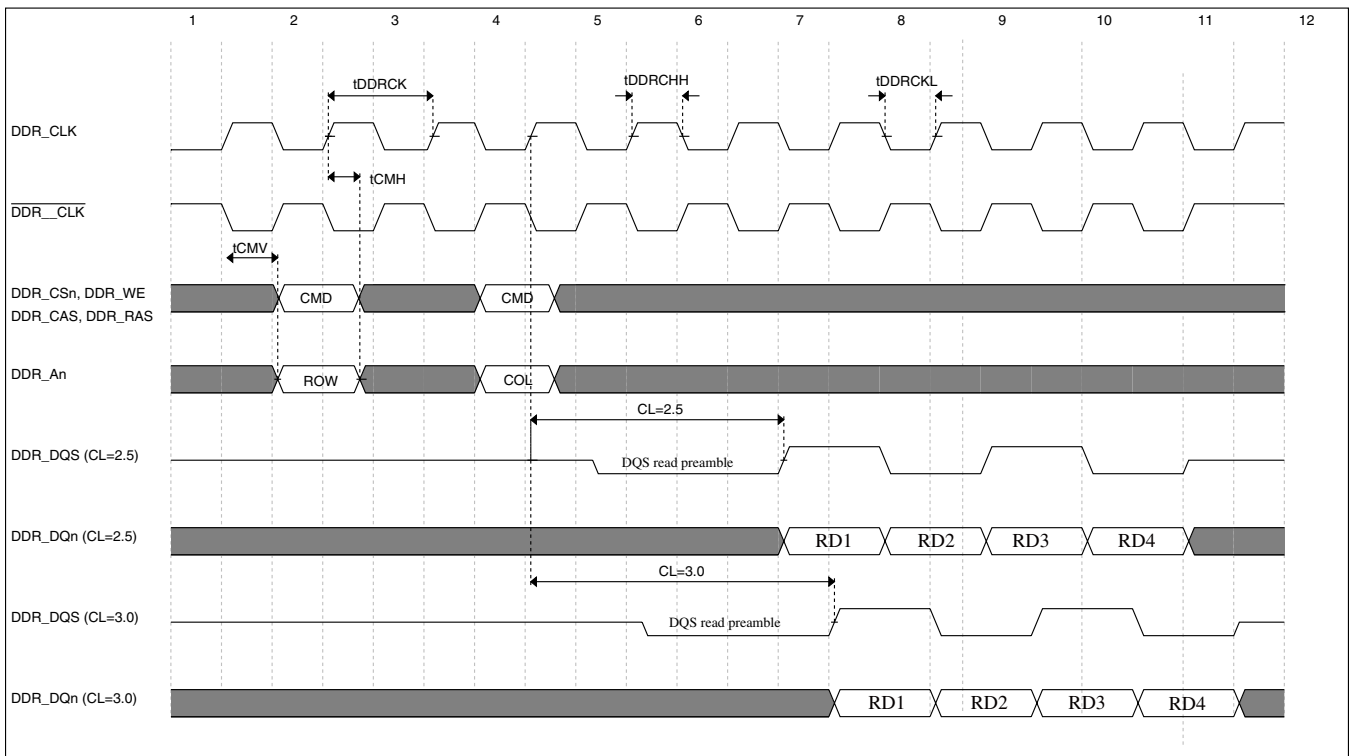 1 2 3 4 5 6 7 8 9 10 11 12
tDDRCK tDDRCHH tDDRCKL
DDR_CLK
tCMH
DDR__CLK
tCMV
DDR_CSn, DDR_WE
DDR_CAS, DDR_RAS
CMD CMD
DDR_An
ROW COL
CL=2.5
DDR_DQS (CL=2.5)
DQS read preamble
DDR_DQn (CL=2.5)
RD1 RD2 RD3 RD4
CL=3.0
DDR_DQS (CL=3.0)
DQS read preamble
DDR_DQn (CL=3.0)
RD1 RD2 RD3 RD4